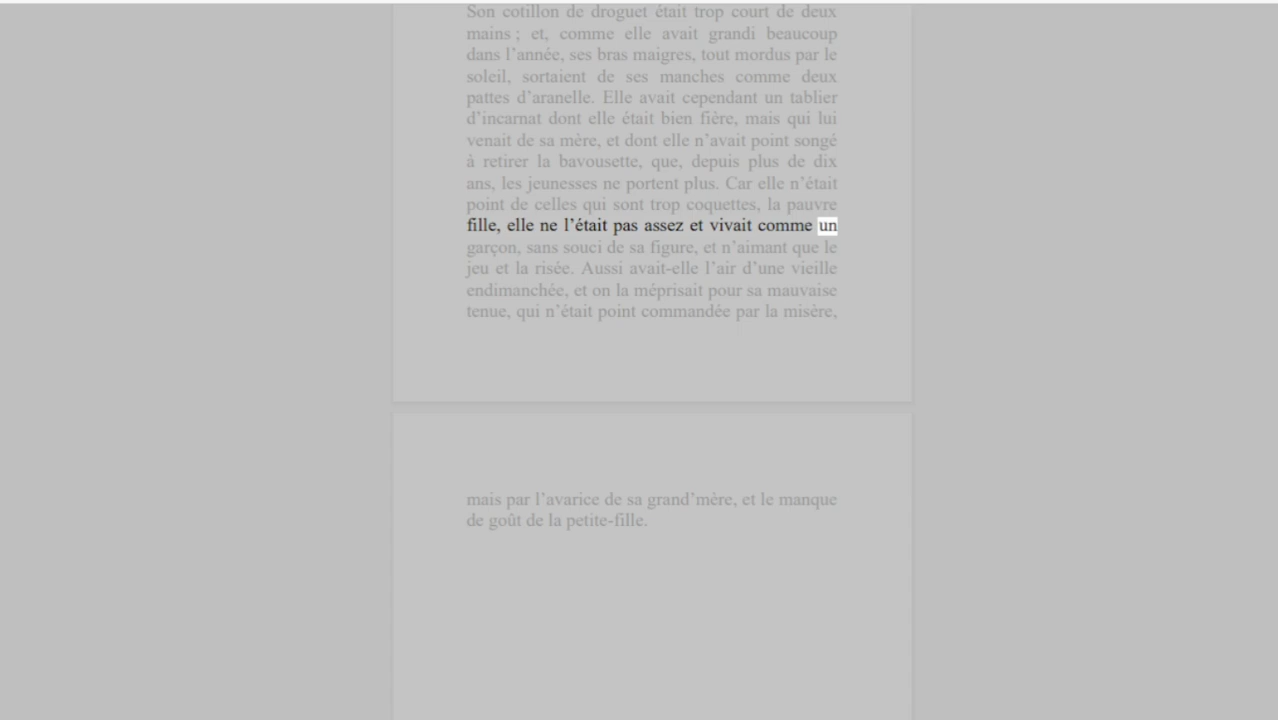 Son cotillon de droguet était trop court de deux
mains ; et, comme elle avait grandi beaucoup
dans l’année, ses bras maigres, tout mordus par le
soleil, sortaient de ses manches comme deux
pattes d’aranelle. Elle avait cependant un tablier
d’incarnat dont elle était bien fière, mais qui lui
venait de sa mère, et dont elle n’avait point songé
à retirer la bavousette, que, depuis plus de dix
ans, les jeunesses ne portent plus. Car elle n’était
point de celles qui sont trop coquettes, la pauvre
fille, elle ne l’était pas assez et vivait comme un
garçon, sans souci de sa figure, et n’aimant que le
jeu et la risée. Aussi avait-elle l’air d’une vieille
endimanchée, et on la méprisait pour sa mauvaise
tenue, qui n’était point commandée par la misère,
mais par l’avarice de sa grand’mère, et le manque
de goût de la petite-fille.